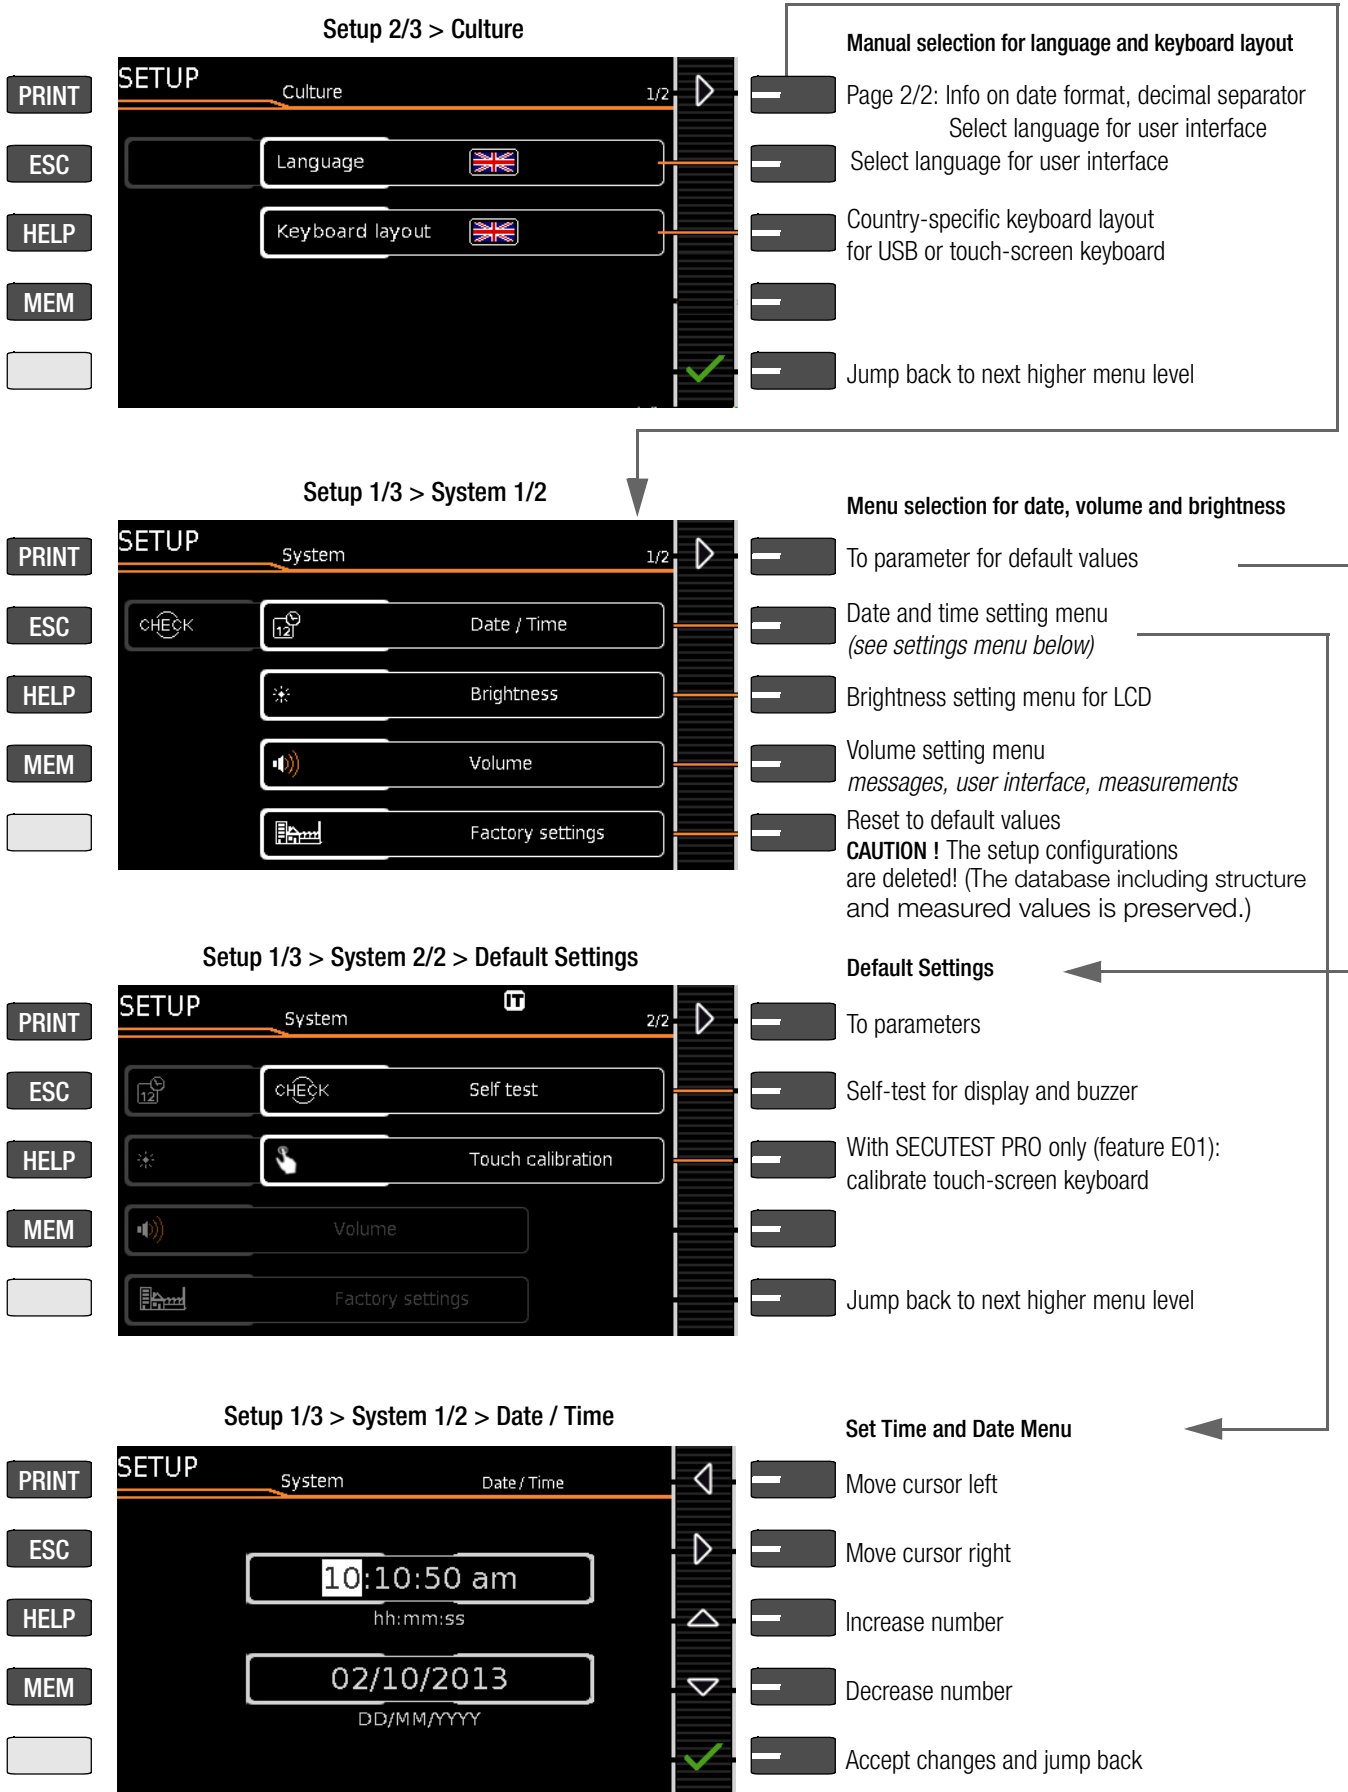 Setup 2/3 > Culture
Manual selection for language and keyboard layout
SETUP
Culture
1/2
PRINT
Page 2/2: Info on date format, decimal separator
Select language for user interface
ESC
Language
Select language for user interface
HELP
Keyboard layout
Country-specific keyboard layout
for USB or touch-screen keyboard
MEM
Jump back to next higher menu level
Setup 1/3 > System 1/2
Menu selection for date, volume and brightness
SETUP
System
1/2
PRINT
To parameter for default values
ESC
CHECK
12
Date / Time
Date and time setting menu
(see settings menu below)
HELP
Brightness
Brightness setting menu for LCD
MEM
Volume
Volume setting menu
messages, user interface, measurements
Factory settings
Reset to default values
CAUTION ! The setup configurations
are deleted! (The database including structure
and measured values is preserved.)
Setup 1/3 > System 2/2 > Default Settings
Default Settings
SETUP
System
IT
2/2
PRINT
To parameters
ESC
12
CHECK
Self test
Self-test for display and buzzer
HELP
Touch calibration
With SECUTEST PRO only (feature E01):
calibrate touch-screen keyboard
MEM
Volume
Factory settings
Jump back to next higher menu level
Setup 1/3 > System 1/2 > Date / Time
Set Time and Date Menu
SETUP
System
Date / Time
PRINT
Move cursor left
ESC
Move cursor right
10:10:50 am
hh:mm:ss
HELP
Increase number
MEM
02/10/2013
DD/MM/YYYY
Decrease number
Accept changes and jump back